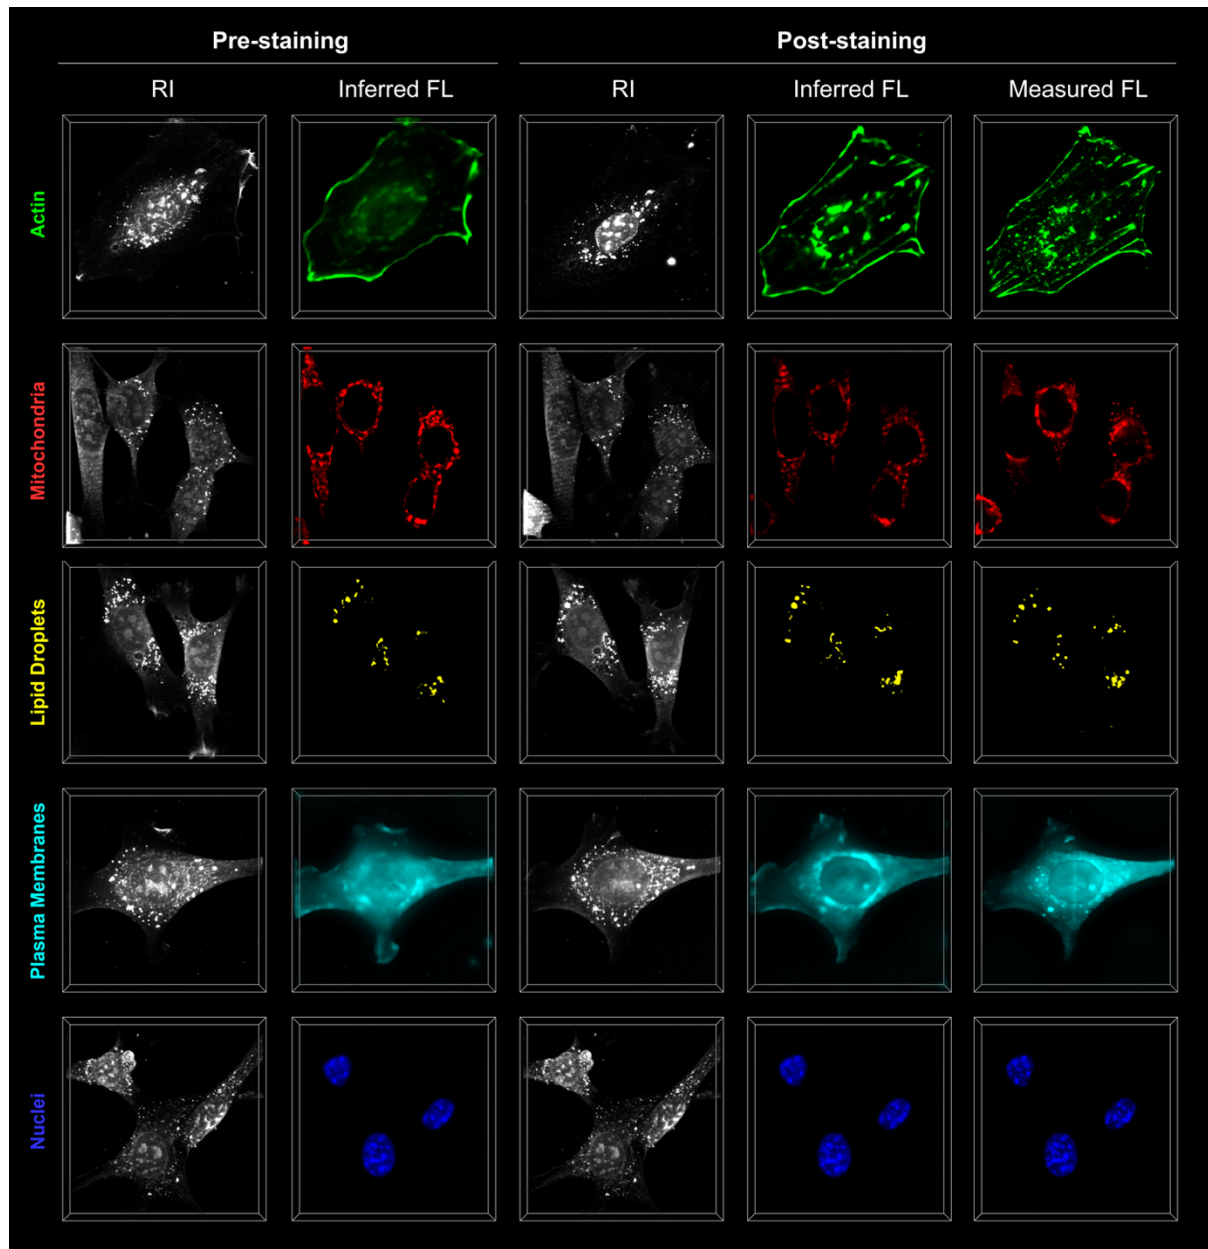 Pre-staining
Post-staining
RI
Inferred FL
RI
Inferred FL
Measured FL
Actin
Mitochondria
Lipid Droplets
Plasma Membranes
Nuclei